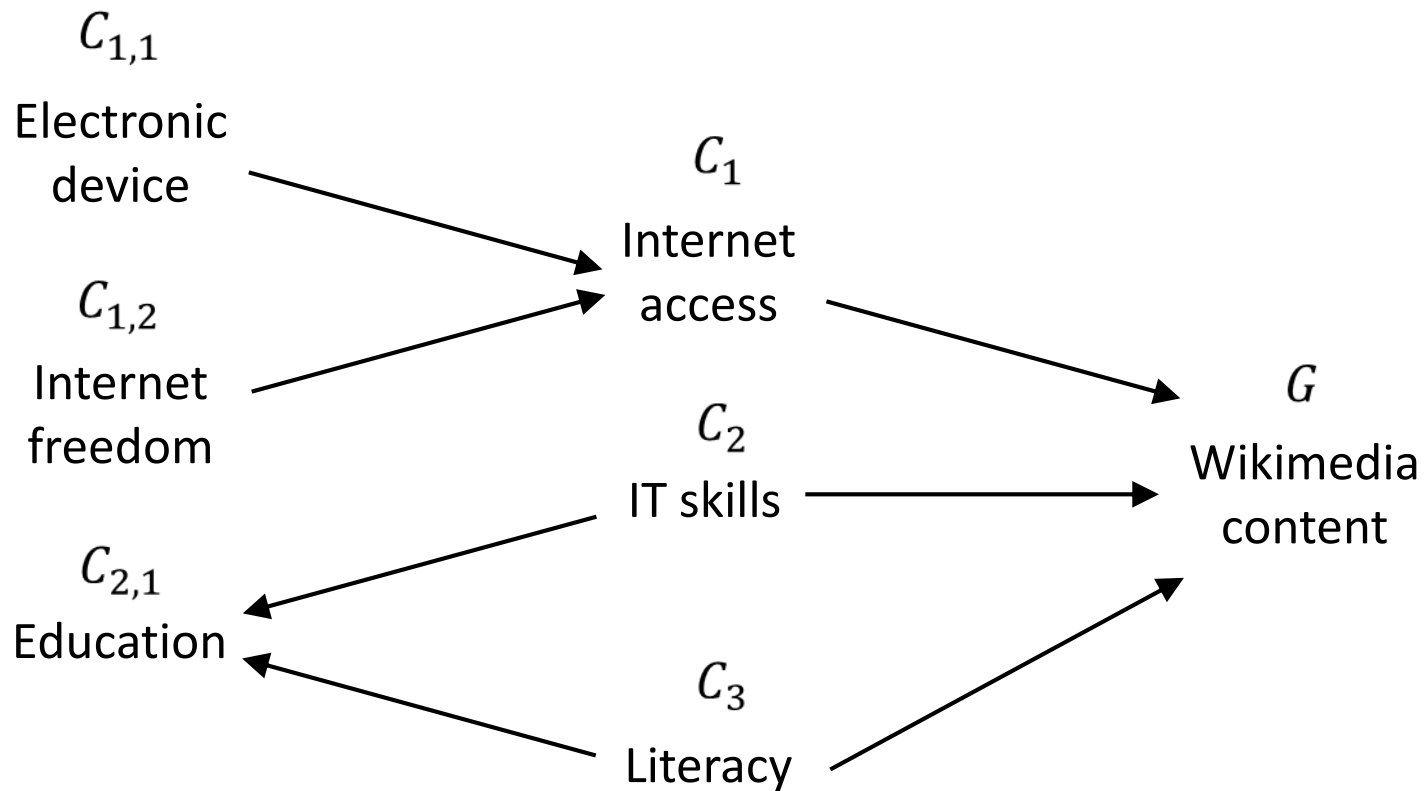 C1,1
Electronic
device
C1,2
Internet
freedom
C2,1
Education
C1
Internet
access
C2
IT skills
C3
Literacy
G
Wikimedia
content